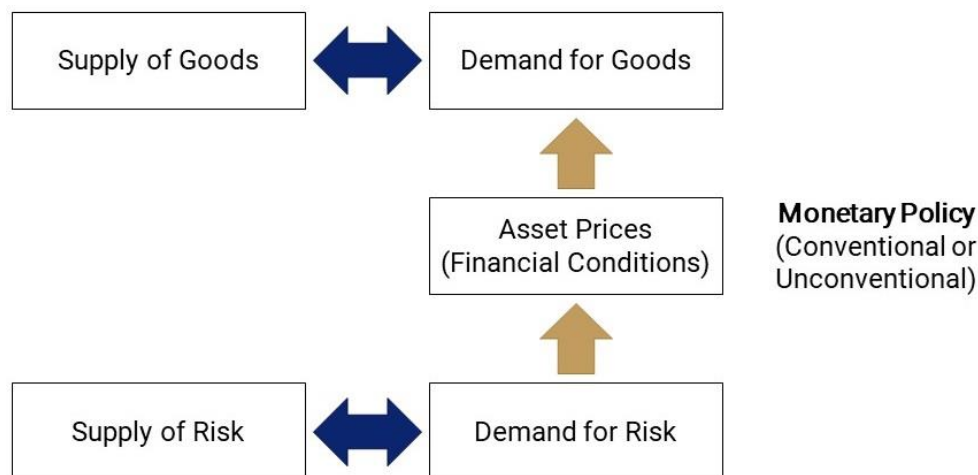 Supply of Goods
Demand for Goods
Asset Prices
(Financial Conditions)
Monetary Policy
(Conventional or
Unconventional)
Supply of Risk
Demand for Risk